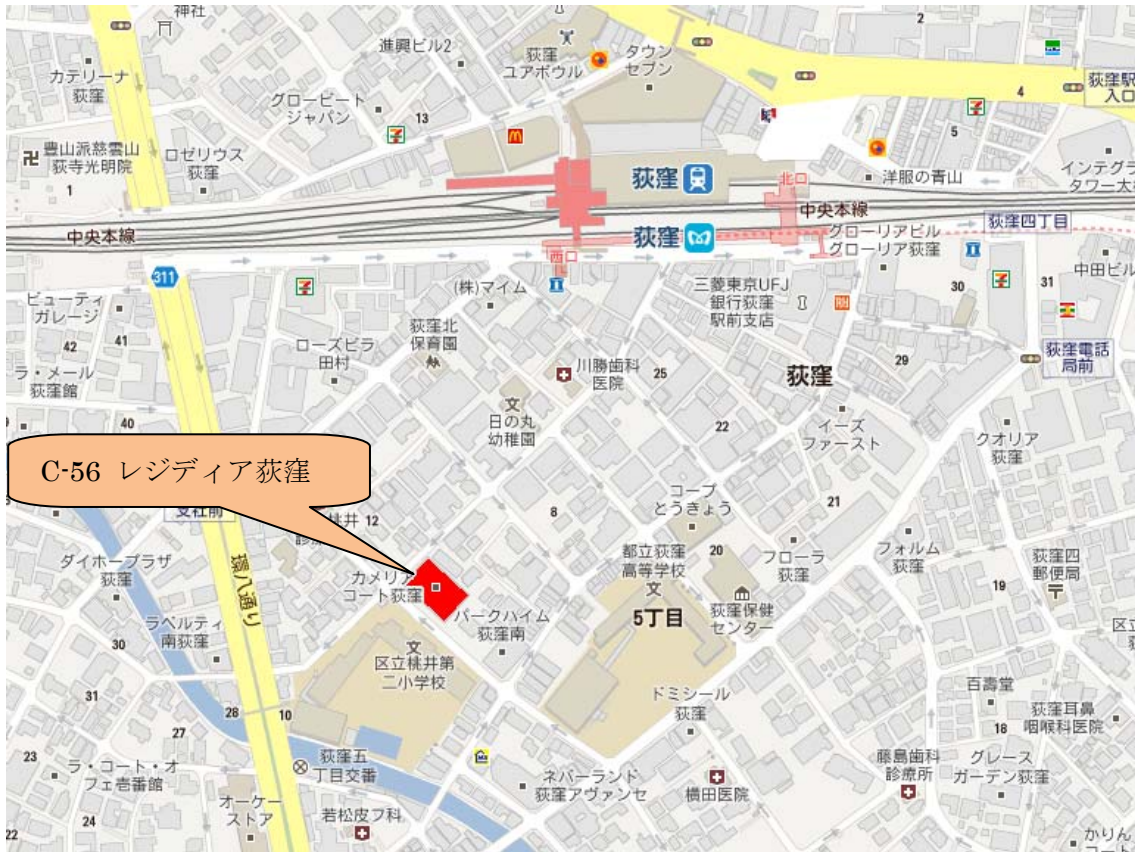 神社
2
進興ビル2
荻窪
ユアボウル
タウン
セブン
カテリーナ
荻窪
荻窪駅
入口
4
グロービート
ジャパン
13
5
豊山派慈雲山
荻寺光明院
ロゼリウス
荻窪
荻窪
北口
洋服の青山
インテグラ
タワー大
1
中央本線
中央本線
荻窪四丁目
荻窪
グローリアビル
グローリア荻窪
西口
311
(株)マイム
三菱東京UFJ
銀行荻窪
駅前支店
RH
30
31
中田ビル
ビューティ
ガレージ
荻窪北
保育園
42
41
ローズビラ
田村
29
荻窪電話
局前
ラ・メール
荻窪館
川勝歯科
医院
25
荻窪
文
日の丸
幼稚園
40
22
イーズ
ファースト
クオリア
荻窪
C-56 レジディア荻窪
コープ
とうきょう
21
支社前
12
8
ダイホープラザ
荻窪
都立荻窪
高等学校
文
20
フローラ
荻窪
フォルム
荻窪
荻窪四
郵便局
〒
カメリア
コート荻窪
環八通り
19
荻窪保健
センター
5丁目
パークハイム
荻窪南
ラベルティ
南荻窪
区立
30
文
区立桃井第
二小学校
31
ドミシール
荻窪
百壽堂
28
10
荻窪耳鼻
咽喉科医院
18
27
23
荻窪五
丁目交番
藤島歯科
診療所
グレース
ガーデン荻窪
ラ・コート・オ
フェ壱番館
ネバーランド
荻窪アヴァンセ
横田医院
オーケー
ストア
若松皮フ科
24
22
かりん
コート